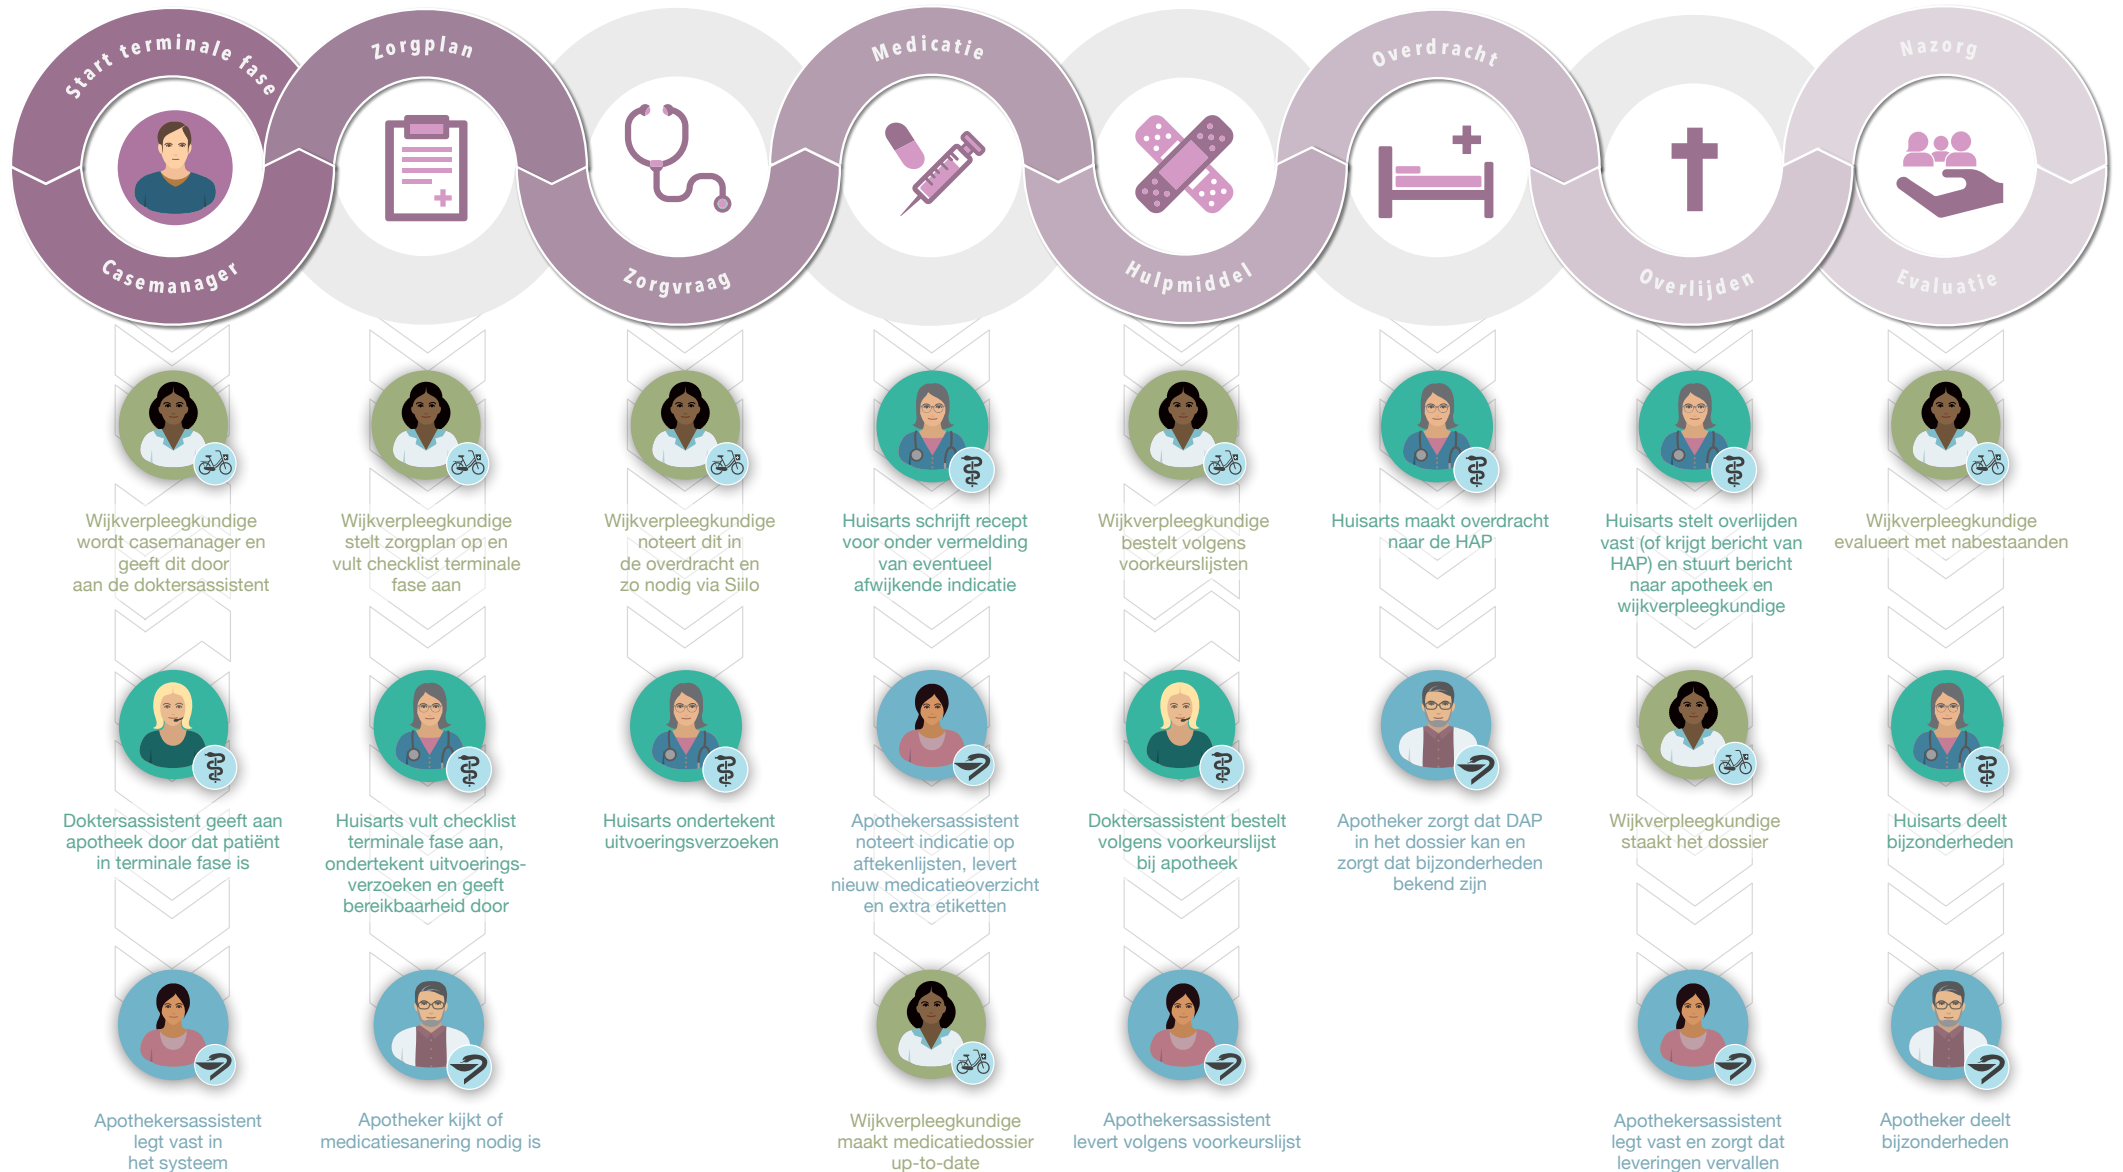 Start terminale fase
Casemanager
Zorgplan
Zorgvraag
Medicatie
Hulpmiddel
Overdracht
Overlijden
Nazorg
Evaluatie
Wijkverpleegkundige
wordt casemanager en
geeft dit door
aan de doktersassistent
Doktersassistent geeft aan
apotheek door dat patiënt
in terminale fase is
Apothekersassistent
legt vast in
het systeem
Wijkverpleegkundige
stelt zorgplan op en
vult checklist terminale
fase aan
Huisarts vult checklist
terminale fase aan,
ondertekent uitvoerings-
verzoeken en geeft
bereikbaarheid door
Apotheker kijkt of
medicatiesanering nodig is
Wijkverpleegkundige
noteert dit in
de overdracht en
zo nodig via Siilo
Huisarts ondertekent
uitvoeringsverzoeken
Huisarts schrijft recept
voor onder vermelding
van eventueel
afwijkende indicatie
Apothekersassistent
noteert indicatie op
aftekenlijsten, levert
nieuw medicatieoverzicht
en extra etiketten
Wijkverpleegkundige
maakt medicatiedossier
up-to-date
Wijkverpleegkundige
bestelt volgens
voorkeurslijsten
Doktersassistent bestelt
volgens voorkeurslijst
bij apotheek
Apothekersassistent
levert volgens voorkeurslijst
Huisarts maakt overdracht
naar de HAP
Apotheker zorgt dat DAP
in het dossier kan en
zorgt dat bijzonderheden
bekend zijn
Huisarts stelt overlijden
vast (of krijgt bericht van
HAP) en stuurt bericht
naar apotheek en
wijkverpleegkundige
Wijkverpleegkundige
staakt het dossier
Apothekersassistent
legt vast en zorgt dat
leveringen vervallen
Wijkverpleegkundige
evalueert met nabestaanden
Huisarts deelt
bijzonderheden
Apotheker deelt
bijzonderheden